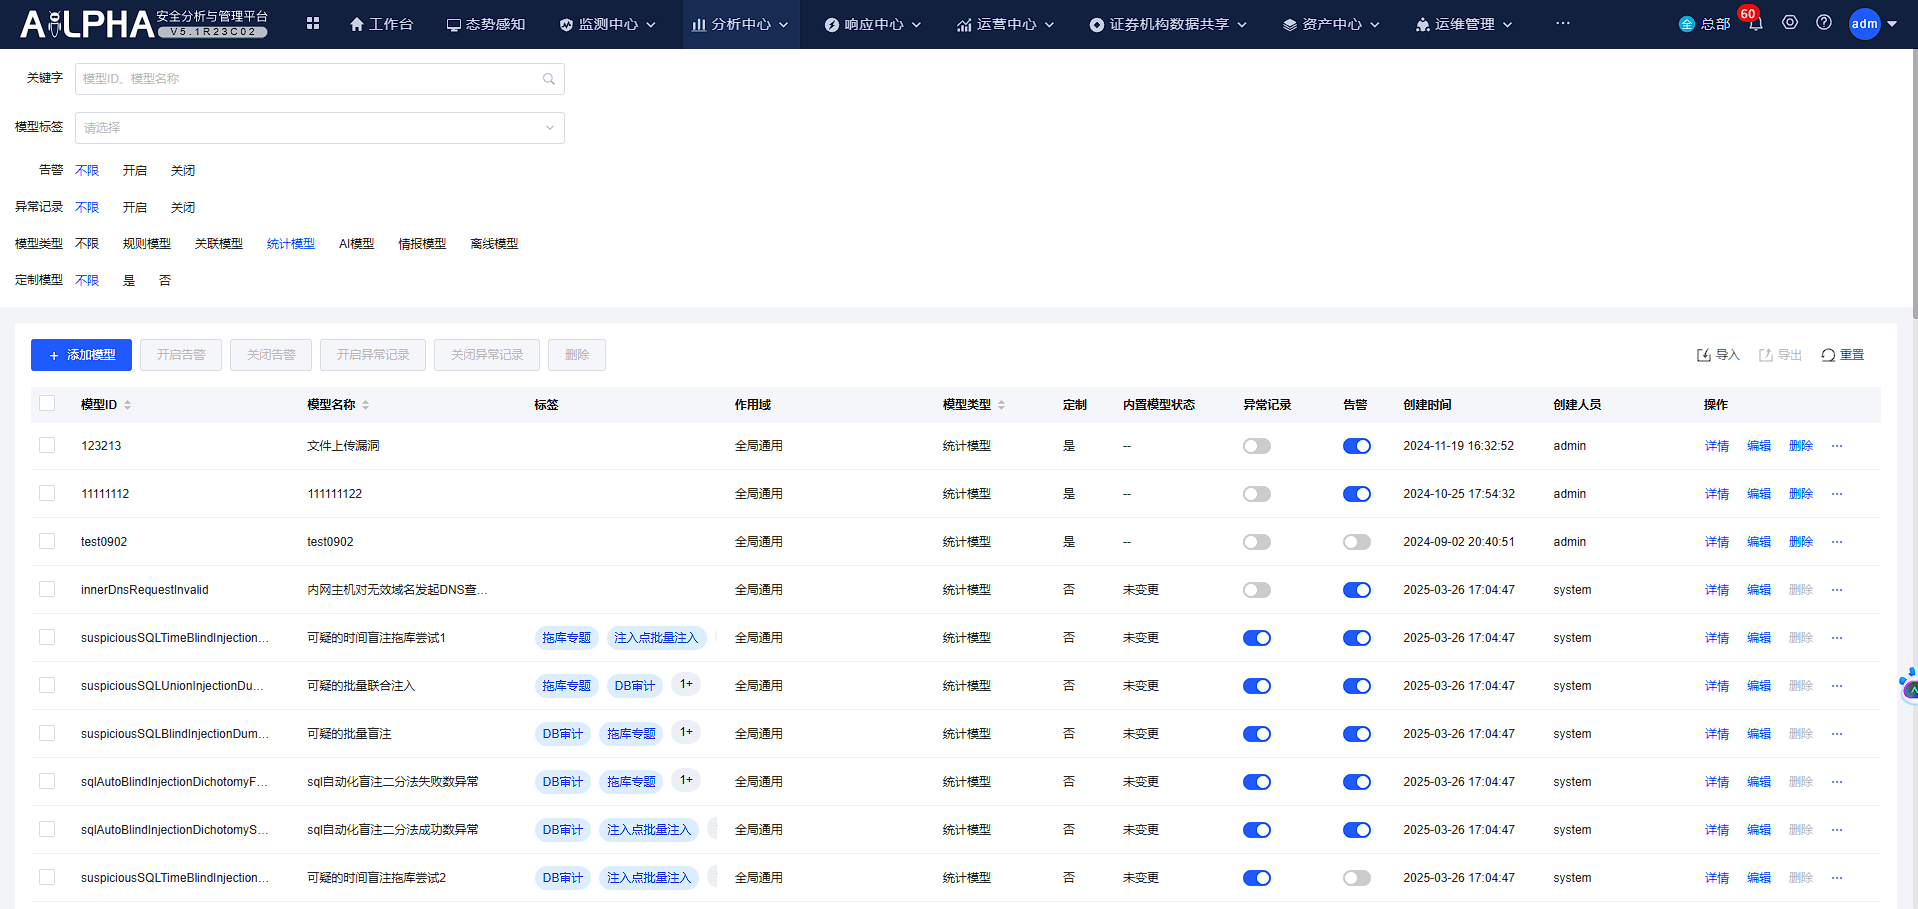 AiLPHA 安全分析与管理平台 V5.1R23C02 工作台 态势感知 监测中心 分析中心 响应中心 运营中心 证券机构数据共享 资产中心 运维管理 ··· 全 总部 60 adm
关键字 模型ID、模型名称
模型标签 请选择
告警 不限 开启 关闭
异常记录 不限 开启 关闭
模型类型 不限 规则模型 关联模型 统计模型 AI模型 情报模型 离线模型
定制模型 不限 是 否
+ 添加模型 开启告警 关闭告警 开启异常记录 关闭异常记录 删除 导入 导出 重置
模型ID 模型名称 标签 作用域 模型类型 定制 内置模型状态 异常记录 告警 创建时间 创建人员 操作
123213 文件上传漏洞 全局通用 统计模型 是 -- 2024-11-19 16:32:52 admin 详情 编辑 删除 ···
11111112 111111122 全局通用 统计模型 是 -- 2024-10-25 17:54:32 admin 详情 编辑 删除 ···
test0902 test0902 全局通用 统计模型 是 -- 2024-09-02 20:40:51 admin 详情 编辑 删除 ···
innerDnsRequestInvalid 内网主机对无效域名发起DNS查... 全局通用 统计模型 否 未变更 2025-03-26 17:04:47 system 详情 编辑 删除 ···
suspiciousSQLTimeBlindInjection... 可疑的时间盲注拖库尝试1 拖库专题 注入点批量注入 全局通用 统计模型 否 未变更 2025-03-26 17:04:47 system 详情 编辑 删除 ···
suspiciousSQLUnionInjectionDu... 可疑的批量联合注入 拖库专题 DB审计 1+ 全局通用 统计模型 否 未变更 2025-03-26 17:04:47 system 详情 编辑 删除 ···
suspiciousSQLBlindInjectionDum... 可疑的批量盲注 DB审计 拖库专题 1+ 全局通用 统计模型 否 未变更 2025-03-26 17:04:47 system 详情 编辑 删除 ···
sqlAutoBlindInjectionDichotomyF... sql自动化盲注二分法失败数异常 DB审计 拖库专题 1+ 全局通用 统计模型 否 未变更 2025-03-26 17:04:47 system 详情 编辑 删除 ···
sqlAutoBlindInjectionDichotomyS... sql自动化盲注二分法成功数异常 DB审计 注入点批量注入 全局通用 统计模型 否 未变更 2025-03-26 17:04:47 system 详情 编辑 删除 ···
suspiciousSQLTimeBlindInjection... 可疑的时间盲注拖库尝试2 DB审计 注入点批量注入 全局通用 统计模型 否 未变更 2025-03-26 17:04:47 system 详情 编辑 删除 ···